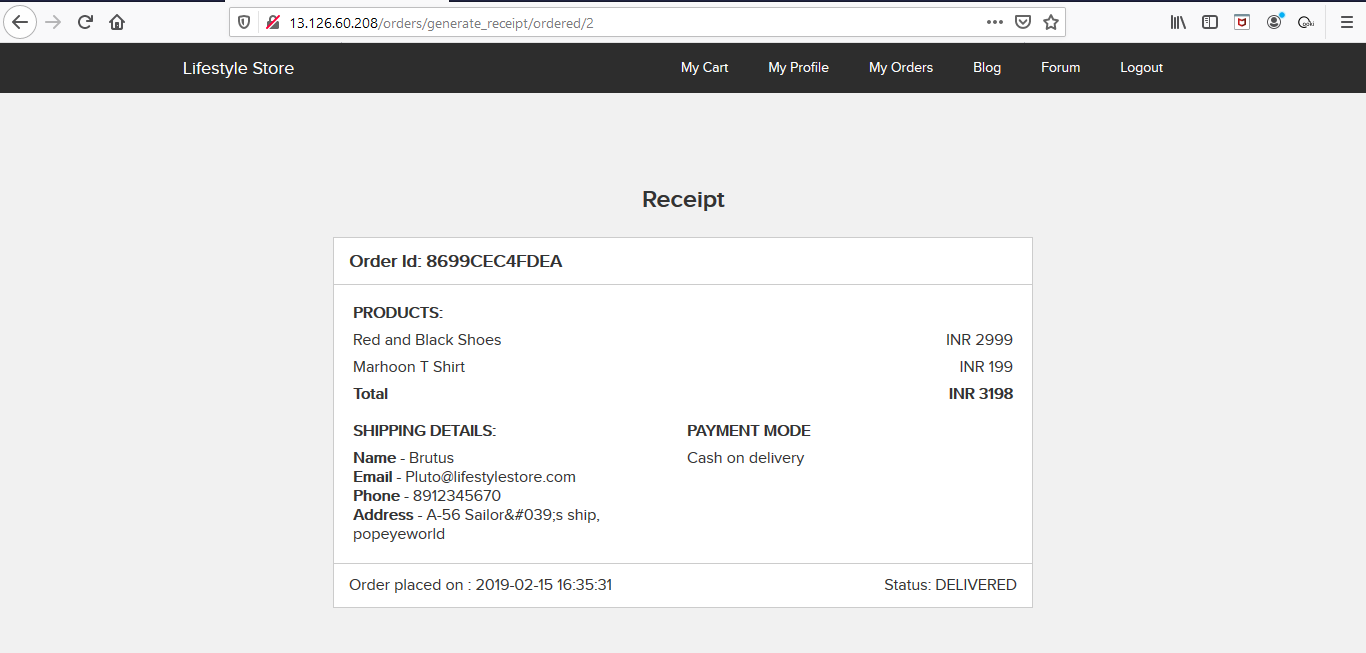 13.126.60.208/orders/generate_receipt/ordered/2
Lifestyle Store My Cart My Profile My Orders Blog Forum Logout
Receipt
Order Id: 8699CEC4FDEA
PRODUCTS:
Red and Black Shoes INR 2999
Marhoon T Shirt INR 199
Total INR 3198
SHIPPING DETAILS: PAYMENT MODE
Name - Brutus Cash on delivery
Email - Pluto@lifestylestore.com
Phone - 8912345670
Address - A-56 Sailor&#039;s ship,
popeyeworld
Order placed on : 2019-02-15 16:35:31 Status: DELIVERED